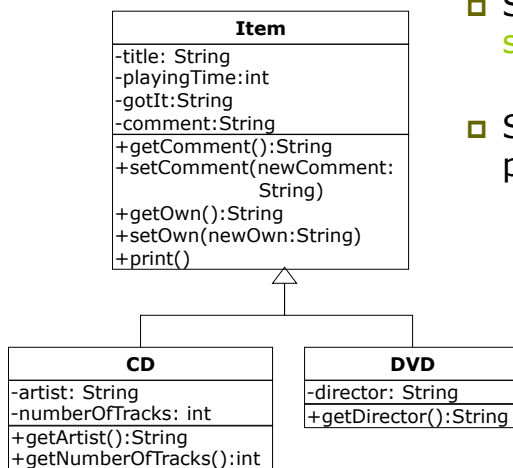 Item
-title: String
-playingTime:int
-gotIt:String
-comment:String
+getComment():String
+setComment(newComment:
String)
+getOwn():String
+setOwn(newOwn:String)
+print()
CD
-artist: String
-numberOfTracks: int
+getArtist():String
+getNumberOfTracks():int
DVD
-director: String
+getDirector():String